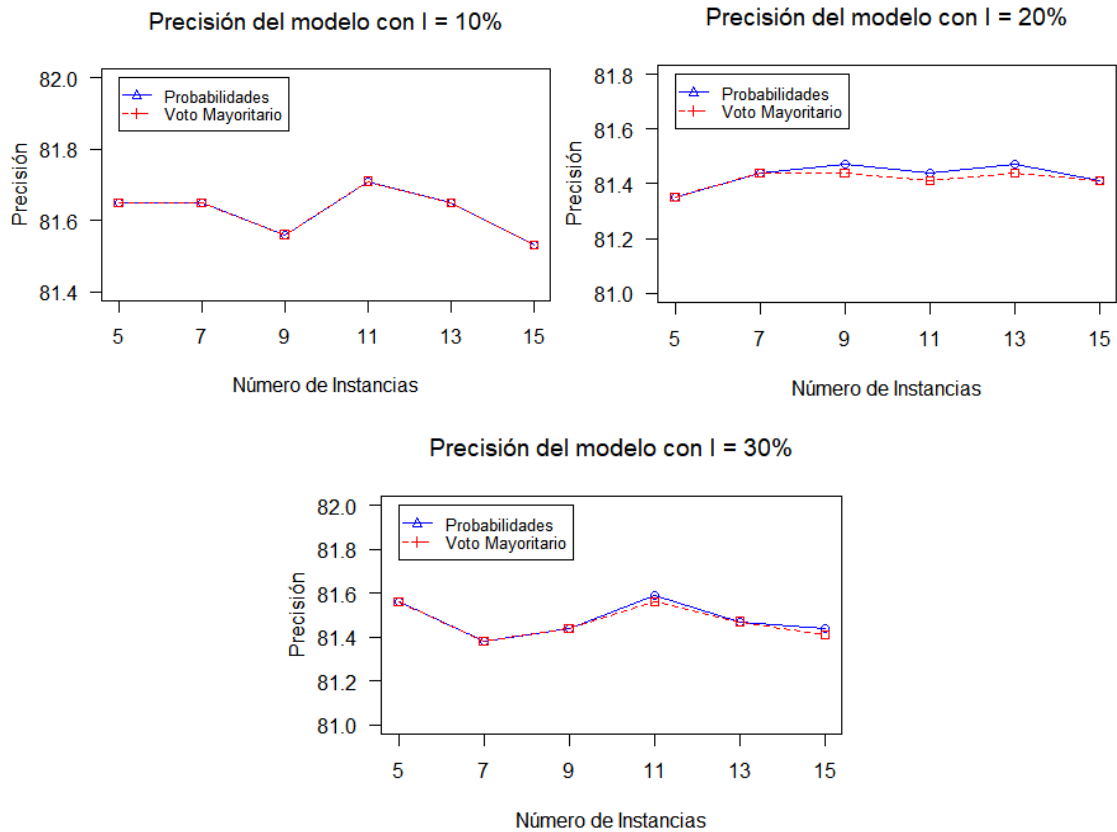 Precisión del modelo con I = 10%
82.0
81.8
81.6
81.4
Precisión
Probabilidades
Voto Mayoritario
5 7 9 11 13 15
Número de Instancias
Precisión del modelo con I = 20%
81.8
81.6
81.4
81.2
81.0
Precisión
Probabilidades
Voto Mayoritario
5 7 9 11 13 15
Número de Instancias
Precisión del modelo con I = 30%
82.0
81.8
81.6
81.4
81.2
81.0
Precisión
Probabilidades
Voto Mayoritario
5 7 9 11 13 15
Número de Instancias